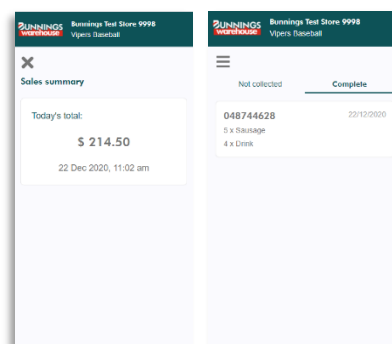 BUNNINGS
warehouse
Bunnings Test Store 9998
Vipers Baseball
Sales summary
Today's total:
$ 214.50
22 Dec 2020, 11:02 am
BUNNINGS
warehouse
Bunnings Test Store 9998
Vipers Baseball
Not collected
Complete
048744628
22/12/2020
5 x Sausage
4 x Drink